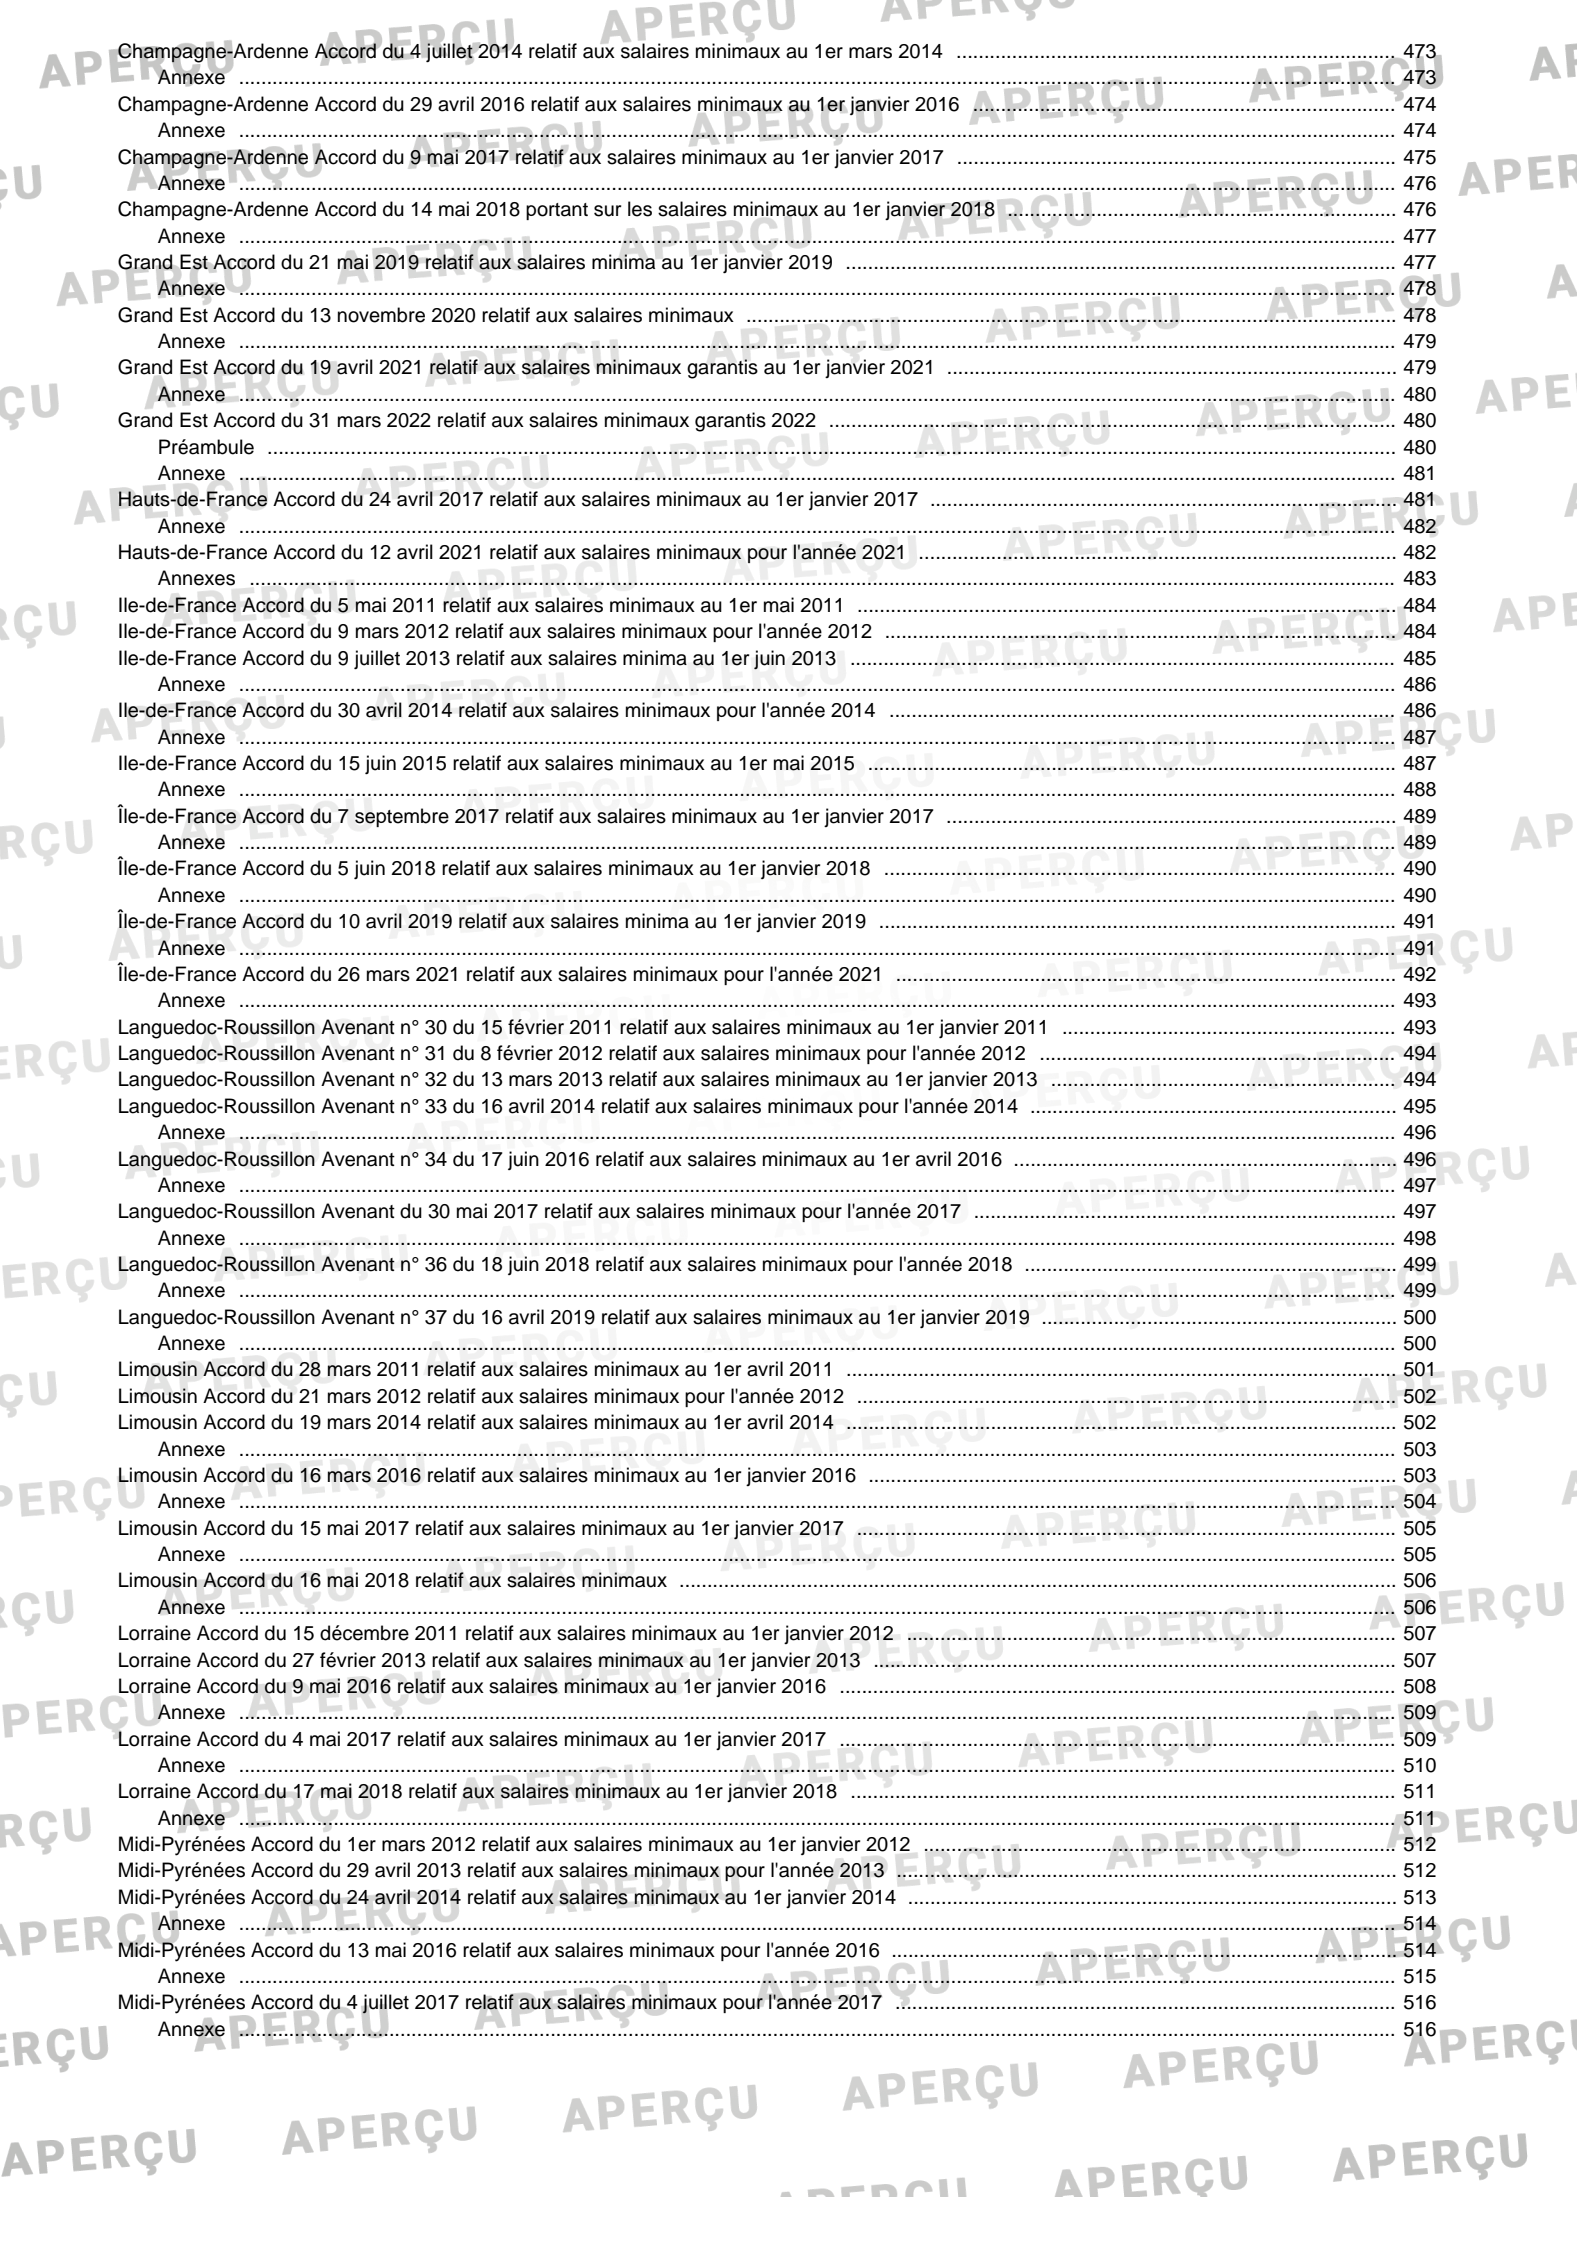 Champagne-Ardenne Accord du 4 juillet 2014 relatif aux salaires minimaux au 1er mars 2014 ........ 473
Annexe ........ 473
Champagne-Ardenne Accord du 29 avril 2016 relatif aux salaires minimaux au 1er janvier 2016 ........ 474
Annexe ........ 474
Champagne-Ardenne Accord du 9 mai 2017 relatif aux salaires minimaux au 1er janvier 2017 ........ 475
Annexe ........ 476
Champagne-Ardenne Accord du 14 mai 2018 portant sur les salaires minimaux au 1er janvier 2018 ........ 476
Annexe ........ 477
Grand Est Accord du 21 mai 2019 relatif aux salaires minima au 1er janvier 2019 ........ 477
Annexe ........ 478
Grand Est Accord du 13 novembre 2020 relatif aux salaires minimaux ........ 478
Annexe ........ 479
Grand Est Accord du 19 avril 2021 relatif aux salaires minimaux garantis au 1er janvier 2021 ........ 479
Annexe ........ 480
Grand Est Accord du 31 mars 2022 relatif aux salaires minimaux garantis 2022 ........ 480
Préambule ........ 480
Annexe ........ 481
Hauts-de-France Accord du 24 avril 2017 relatif aux salaires minimaux au 1er janvier 2017 ........ 481
Annexe ........ 482
Hauts-de-France Accord du 12 avril 2021 relatif aux salaires minimaux pour l'année 2021 ........ 482
Annexes ........ 483
Ile-de-France Accord du 5 mai 2011 relatif aux salaires minimaux au 1er mai 2011 ........ 484
Ile-de-France Accord du 9 mars 2012 relatif aux salaires minimaux pour l'année 2012 ........ 484
Ile-de-France Accord du 9 juillet 2013 relatif aux salaires minima au 1er juin 2013 ........ 485
Annexe ........ 486
Ile-de-France Accord du 30 avril 2014 relatif aux salaires minimaux pour l'année 2014 ........ 486
Annexe ........ 487
Ile-de-France Accord du 15 juin 2015 relatif aux salaires minimaux au 1er mai 2015 ........ 487
Annexe ........ 488
Île-de-France Accord du 7 septembre 2017 relatif aux salaires minimaux au 1er janvier 2017 ........ 489
Annexe ........ 489
Île-de-France Accord du 5 juin 2018 relatif aux salaires minimaux au 1er janvier 2018 ........ 490
Annexe ........ 490
Île-de-France Accord du 10 avril 2019 relatif aux salaires minima au 1er janvier 2019 ........ 491
Annexe ........ 491
Île-de-France Accord du 26 mars 2021 relatif aux salaires minimaux pour l'année 2021 ........ 492
Annexe ........ 493
Languedoc-Roussillon Avenant n° 30 du 15 février 2011 relatif aux salaires minimaux au 1er janvier 2011 ........ 493
Languedoc-Roussillon Avenant n° 31 du 8 février 2012 relatif aux salaires minimaux pour l'année 2012 ........ 494
Languedoc-Roussillon Avenant n° 32 du 13 mars 2013 relatif aux salaires minimaux au 1er janvier 2013 ........ 494
Languedoc-Roussillon Avenant n° 33 du 16 avril 2014 relatif aux salaires minimaux pour l'année 2014 ........ 495
Annexe ........ 496
Languedoc-Roussillon Avenant n° 34 du 17 juin 2016 relatif aux salaires minimaux au 1er avril 2016 ........ 496
Annexe ........ 497
Languedoc-Roussillon Avenant du 30 mai 2017 relatif aux salaires minimaux pour l'année 2017 ........ 497
Annexe ........ 498
Languedoc-Roussillon Avenant n° 36 du 18 juin 2018 relatif aux salaires minimaux pour l'année 2018 ........ 499
Annexe ........ 499
Languedoc-Roussillon Avenant n° 37 du 16 avril 2019 relatif aux salaires minimaux au 1er janvier 2019 ........ 500
Annexe ........ 500
Limousin Accord du 28 mars 2011 relatif aux salaires minimaux au 1er avril 2011 ........ 501
Limousin Accord du 21 mars 2012 relatif aux salaires minimaux pour l'année 2012 ........ 502
Limousin Accord du 19 mars 2014 relatif aux salaires minimaux au 1er avril 2014 ........ 502
Annexe ........ 503
Limousin Accord du 16 mars 2016 relatif aux salaires minimaux au 1er janvier 2016 ........ 503
Annexe ........ 504
Limousin Accord du 15 mai 2017 relatif aux salaires minimaux au 1er janvier 2017 ........ 505
Annexe ........ 505
Limousin Accord du 16 mai 2018 relatif aux salaires minimaux ........ 506
Annexe ........ 506
Lorraine Accord du 15 décembre 2011 relatif aux salaires minimaux au 1er janvier 2012 ........ 507
Lorraine Accord du 27 février 2013 relatif aux salaires minimaux au 1er janvier 2013 ........ 507
Lorraine Accord du 9 mai 2016 relatif aux salaires minimaux au 1er janvier 2016 ........ 508
Annexe ........ 509
Lorraine Accord du 4 mai 2017 relatif aux salaires minimaux au 1er janvier 2017 ........ 509
Annexe ........ 510
Lorraine Accord du 17 mai 2018 relatif aux salaires minimaux au 1er janvier 2018 ........ 511
Annexe ........ 511
Midi-Pyrénées Accord du 1er mars 2012 relatif aux salaires minimaux au 1er janvier 2012 ........ 512
Midi-Pyrénées Accord du 29 avril 2013 relatif aux salaires minimaux pour l'année 2013 ........ 512
Midi-Pyrénées Accord du 24 avril 2014 relatif aux salaires minimaux au 1er janvier 2014 ........ 513
Annexe ........ 514
Midi-Pyrénées Accord du 13 mai 2016 relatif aux salaires minimaux pour l'année 2016 ........ 514
Annexe ........ 515
Midi-Pyrénées Accord du 4 juillet 2017 relatif aux salaires minimaux pour l'année 2017 ........ 516
Annexe ........ 516
APERÇU